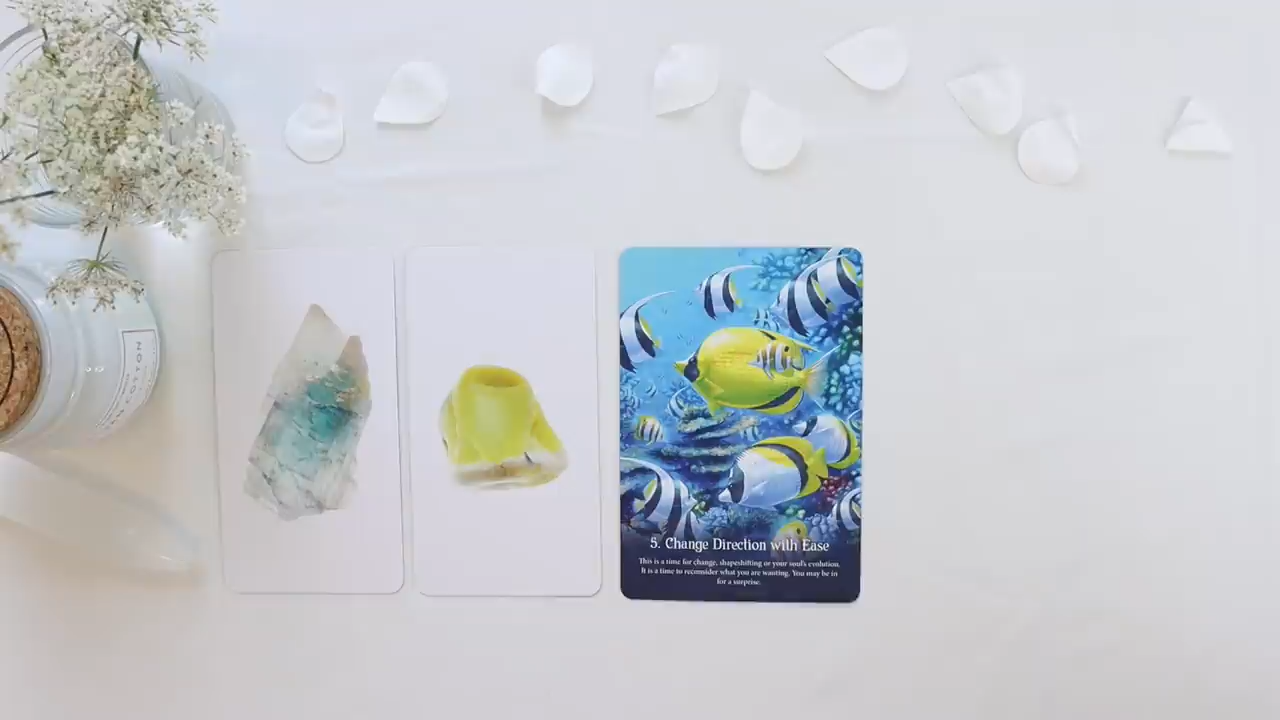 COTTON
5. Change Direction with Ease
This is a time for change, shapeshifting or your soul's evolution.
It is a time to reconsider what you are wanting. You may be in
for a surprise.